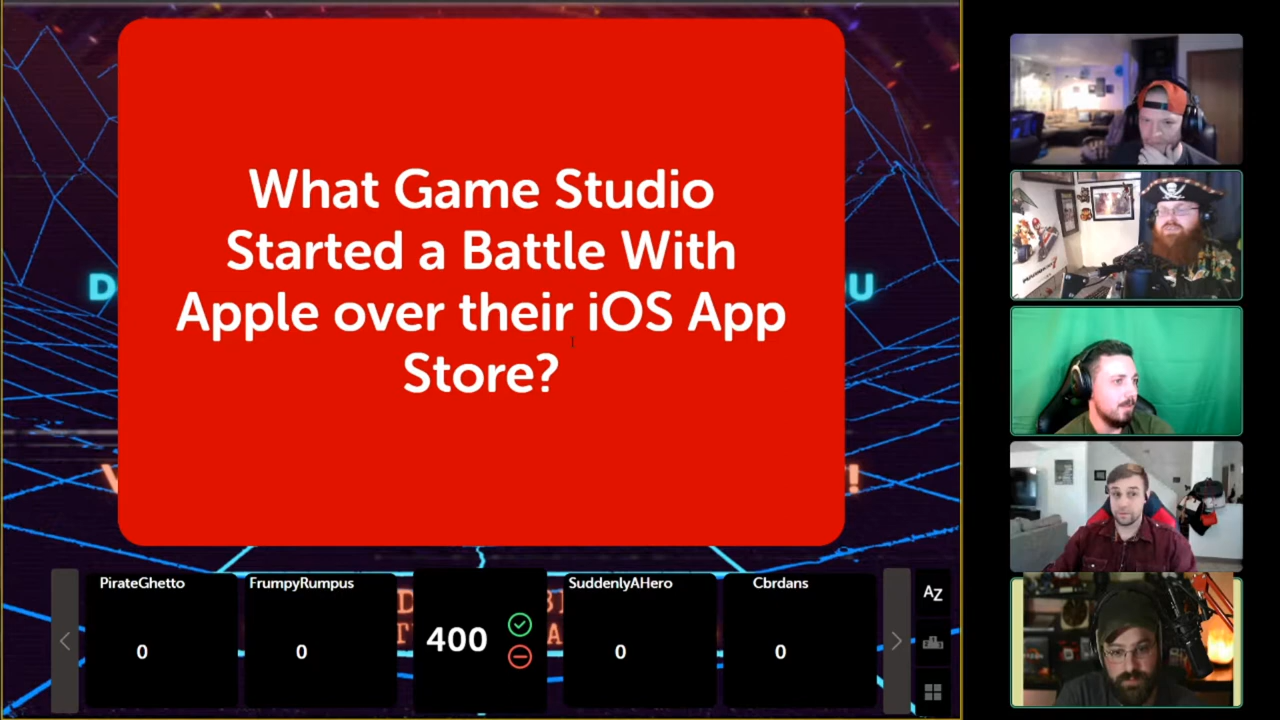 What Game Studio
Started a Battle With
Apple over their iOS App
Store?
PirateGhetto
FrumpyRumpus
400
SuddenlyAHero
Cbrdans
0
0
0
0
AZ